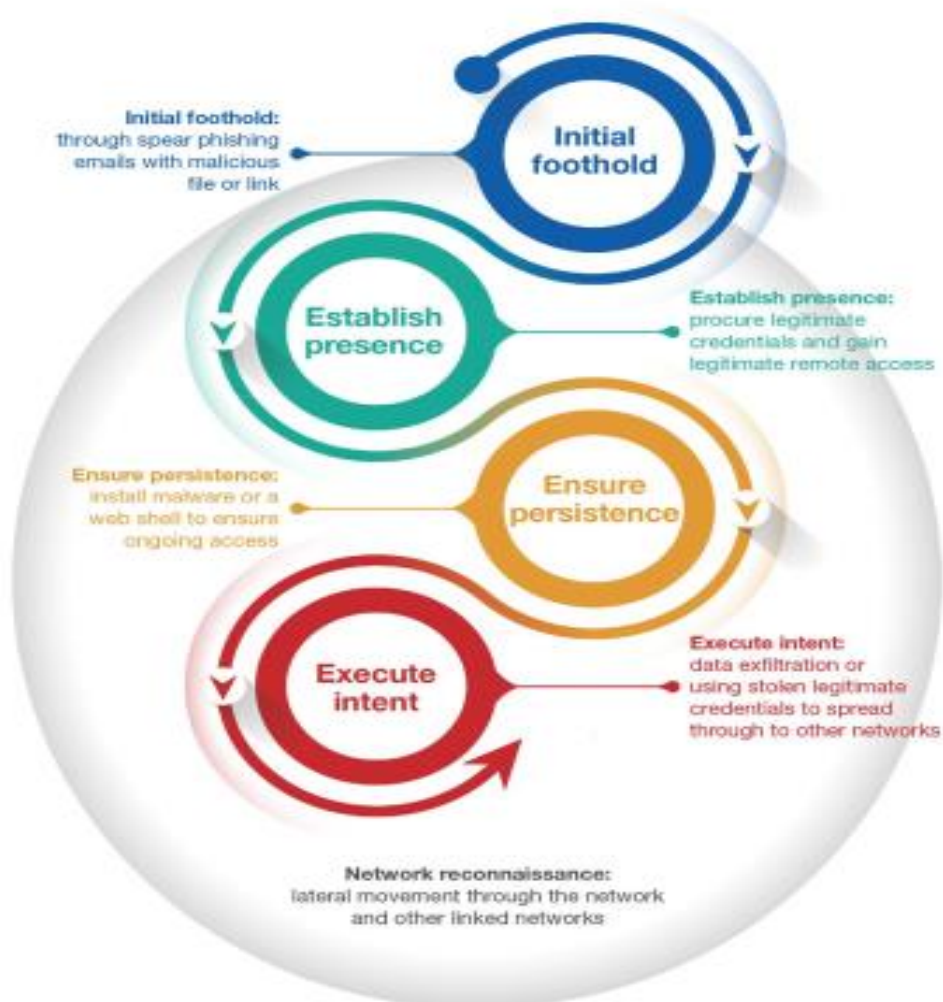 Initial foothold:
through spear phishing
emails with malicious
file or link
Initial
foothold
Establish
presence
Establish presence:
procure legitimate
credentials and gain
legitimate remote access
Ensure persistence:
install malware or a
web shell to ensure
ongoing access
Ensure
persistence
Execute
intent
Execute intent:
data exfiltration or
using stolen legitimate
credentials to spread
through to other networks
Network reconnaissance:
lateral movement through the network
and other linked networks